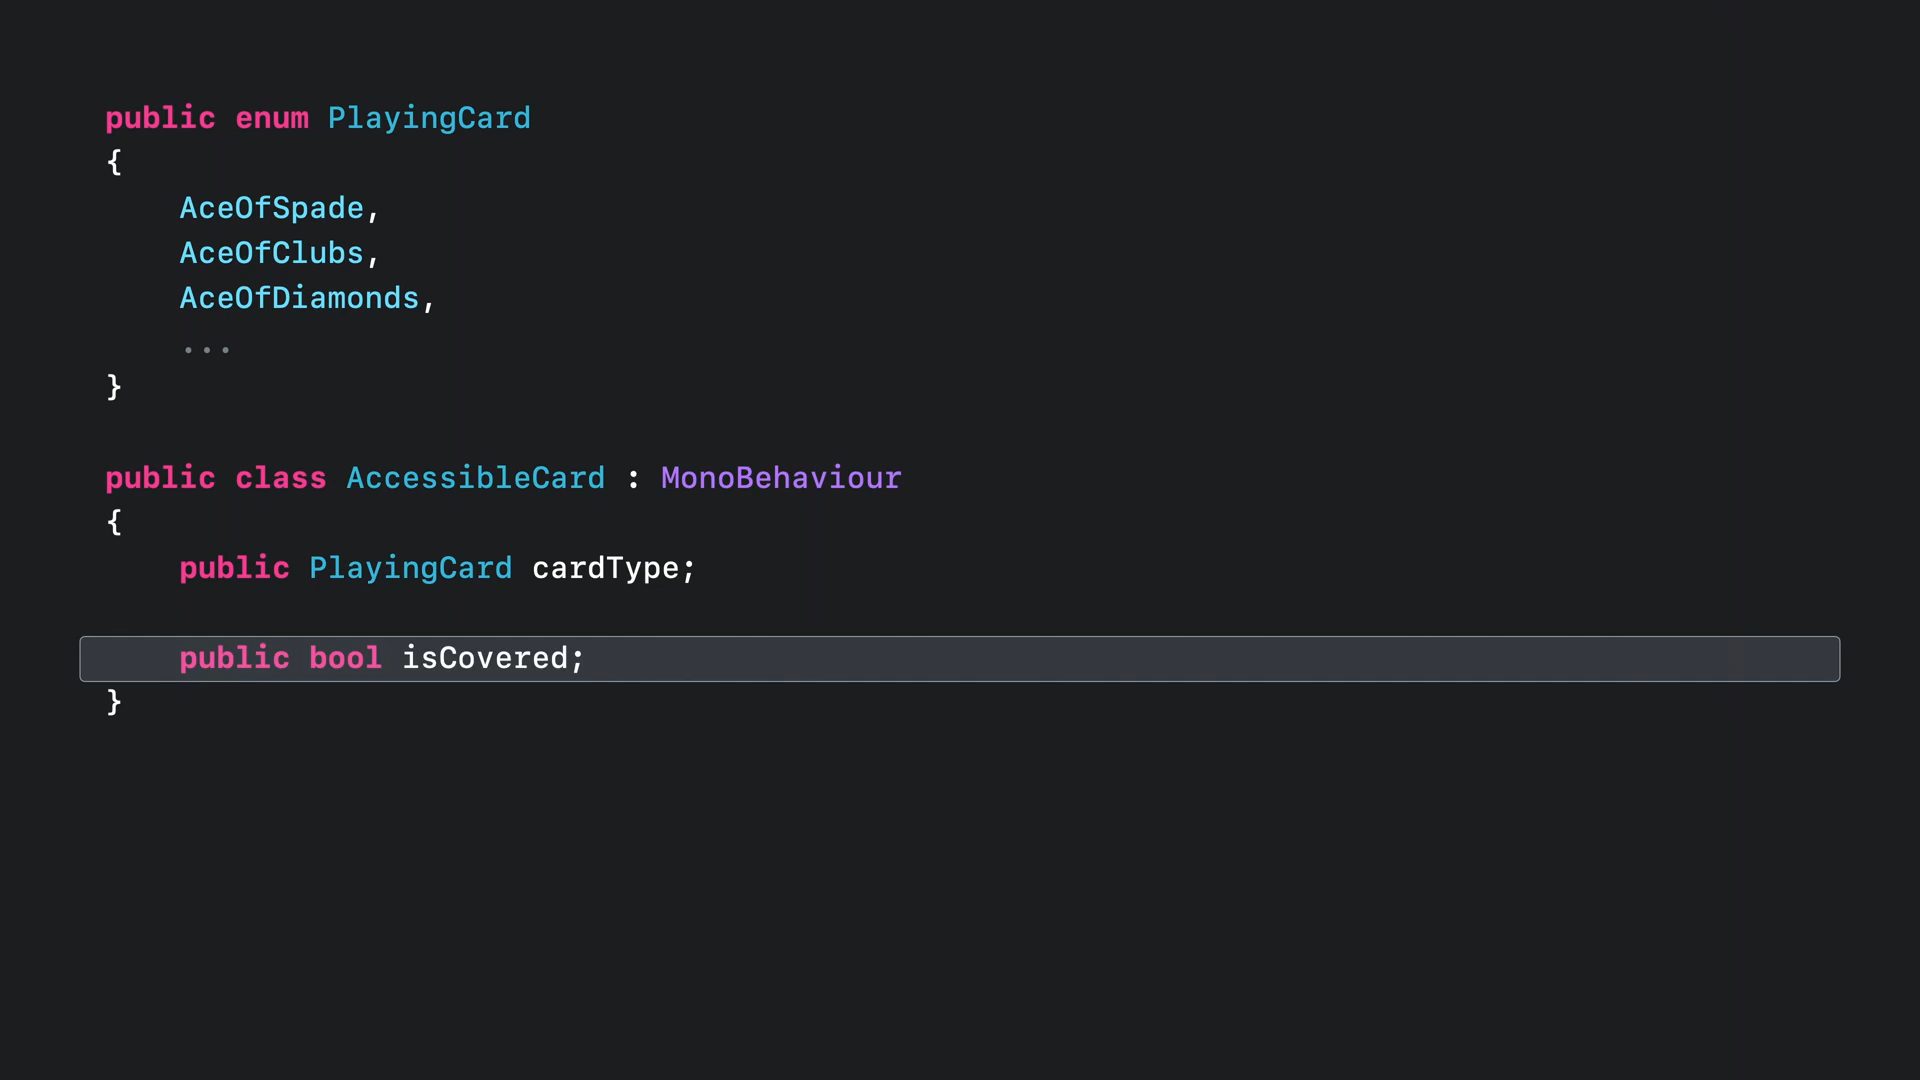 public enum PlayingCard
{
    AceOfSpade,
    AceOfClubs,
    AceOfDiamonds,
    ...
}

public class AccessibleCard : MonoBehaviour
{
    public PlayingCard cardType;

    public bool isCovered;
}